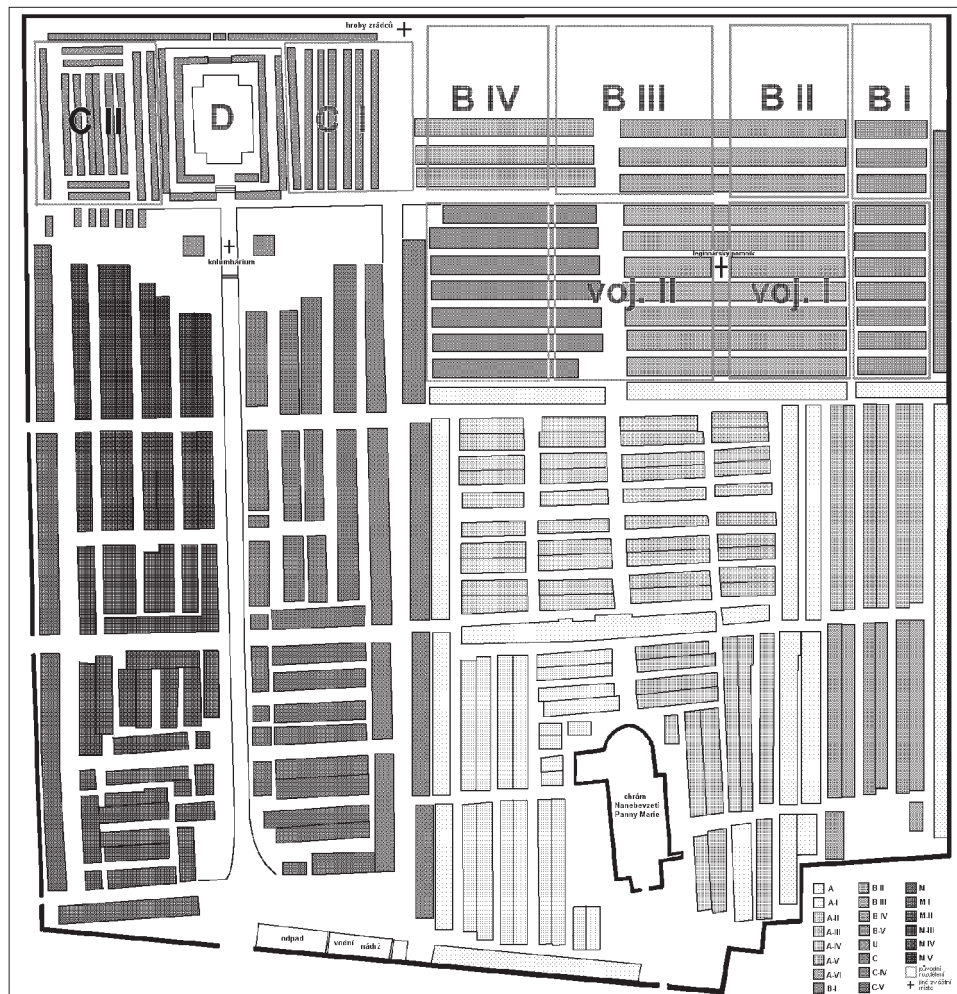 hroby zrádců
C II
D
C I
B IV
B III
B II
B I
kolumbárium
legionářský pomník
voj. II
voj. I
chrám
Nanebevzetí
Panny Marie
odpad
vodní nádrž
A
A-I
A-II
A-III
A-IV
A-V
A-VI
B-I
B II
B III
B IV
B-V
U
C
C-IV
C-V
M
M I
M-II
M-III
M IV
M V
původní
rozdělení
jiné zvláštní
místo